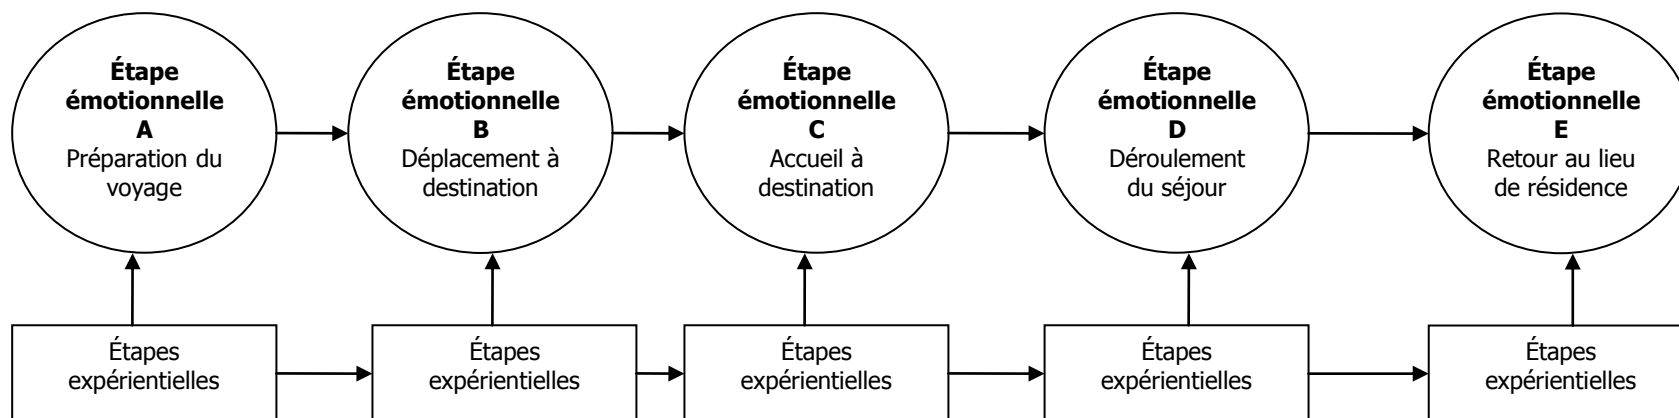 Étape
émotionnelle
A
Préparation du
voyage
Étape
émotionnelle
B
Déplacement à
destination
Étape
émotionnelle
C
Accueil à
destination
Étape
émotionnelle
D
Déroulement
du séjour
Étape
émotionnelle
E
Retour au lieu
de résidence
Étapes
expérientielles
Étapes
expérientielles
Étapes
expérientielles
Étapes
expérientielles
Étapes
expérientielles